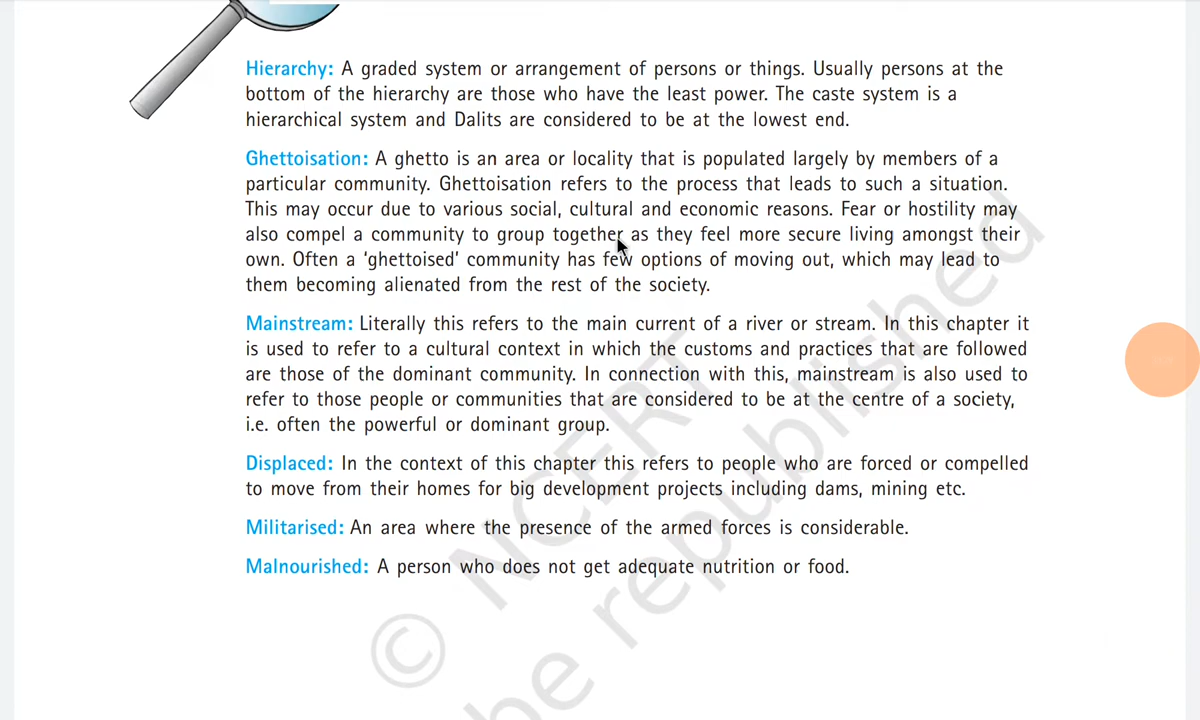 Hierarchy: A graded system or arrangement of persons or things. Usually persons at the
bottom of the hierarchy are those who have the least power. The caste system is a
hierarchical system and Dalits are considered to be at the lowest end.
Ghettoisation: A ghetto is an area or locality that is populated largely by members of a
particular community. Ghettoisation refers to the process that leads to such a situation.
This may occur due to various social, cultural and economic reasons. Fear or hostility may
also compel a community to group together as they feel more secure living amongst their
own. Often a ‘ghettoised’ community has few options of moving out, which may lead to
them becoming alienated from the rest of the society.
Mainstream: Literally this refers to the main current of a river or stream. In this chapter it
is used to refer to a cultural context in which the customs and practices that are followed
are those of the dominant community. In connection with this, mainstream is also used to
refer to those people or communities that are considered to be at the centre of a society,
i.e. often the powerful or dominant group.
Displaced: In the context of this chapter this refers to people who are forced or compelled
to move from their homes for big development projects including dams, mining etc.
Militarised: An area where the presence of the armed forces is considerable.
Malnourished: A person who does not get adequate nutrition or food.
© NCERT
be republished